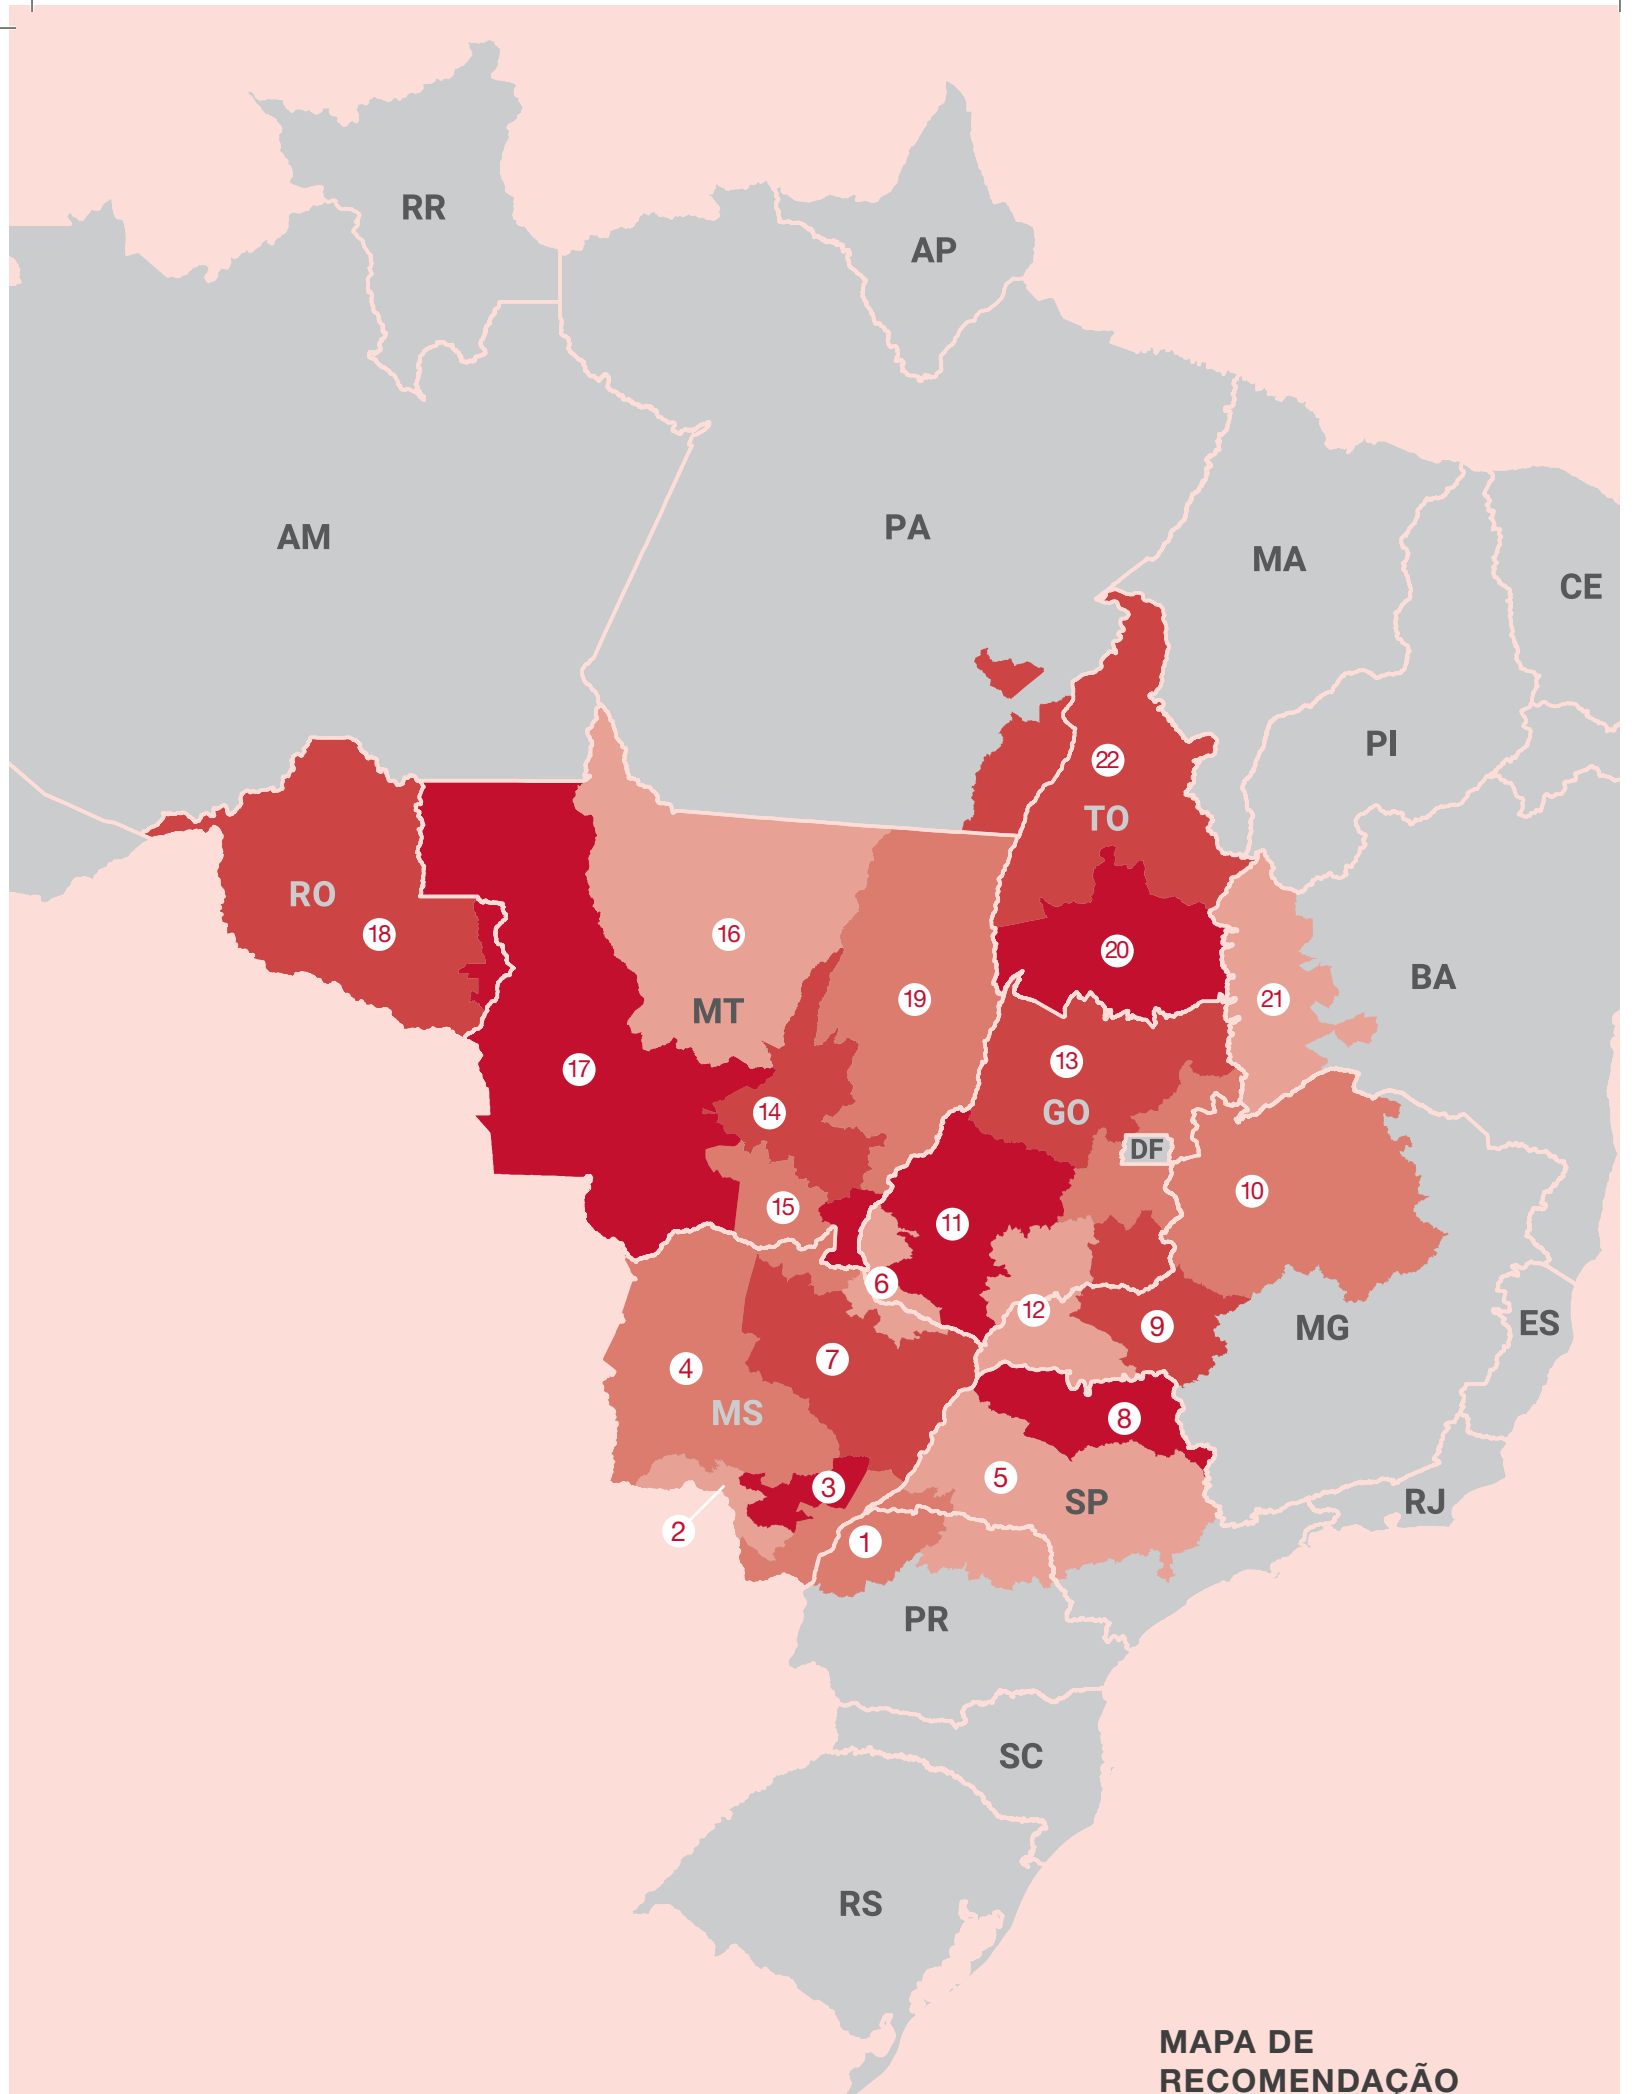 RR
AP
AM
PA
MA
CE
PI
22
TO
RO
18
16
20
BA
19
21
MT
17
13
14
GO
DF
15
10
11
6
12
9
MG
ES
7
4
MS
8
5
3
SP
RJ
2
1
PR
SC
RS
MAPA DE
RECOMENDAÇÃO